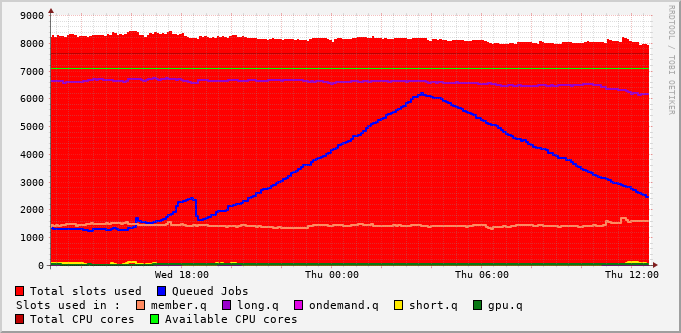 9000
8000
7000
6000
5000
4000
3000
2000
1000
0
Wed 18:00 Thu 00:00 Thu 06:00 Thu 12:00
RRDTOOL / TOBI OETIKER
Total slots used Queued Jobs
Slots used in : member.q long.q ondemand.q short.q gpu.q
Total CPU cores Available CPU cores